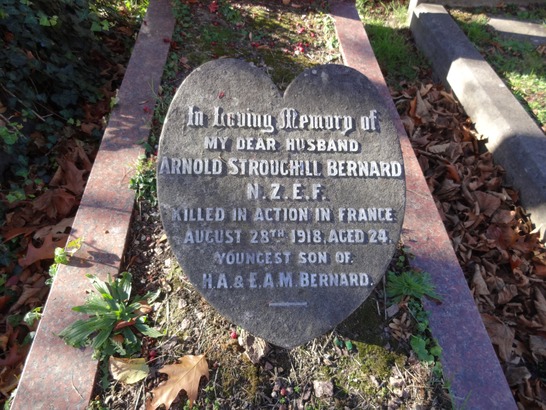 In Loving Memory of
MY DEAR HUSBAND
ARNOLD STROUGHILL BERNARD
N.Z.E.F.
KILLED IN ACTION IN FRANCE
AUGUST 28TH 1918, AGED 24.
YOUNGEST SON OF
H.A. & E.A.M. BERNARD.